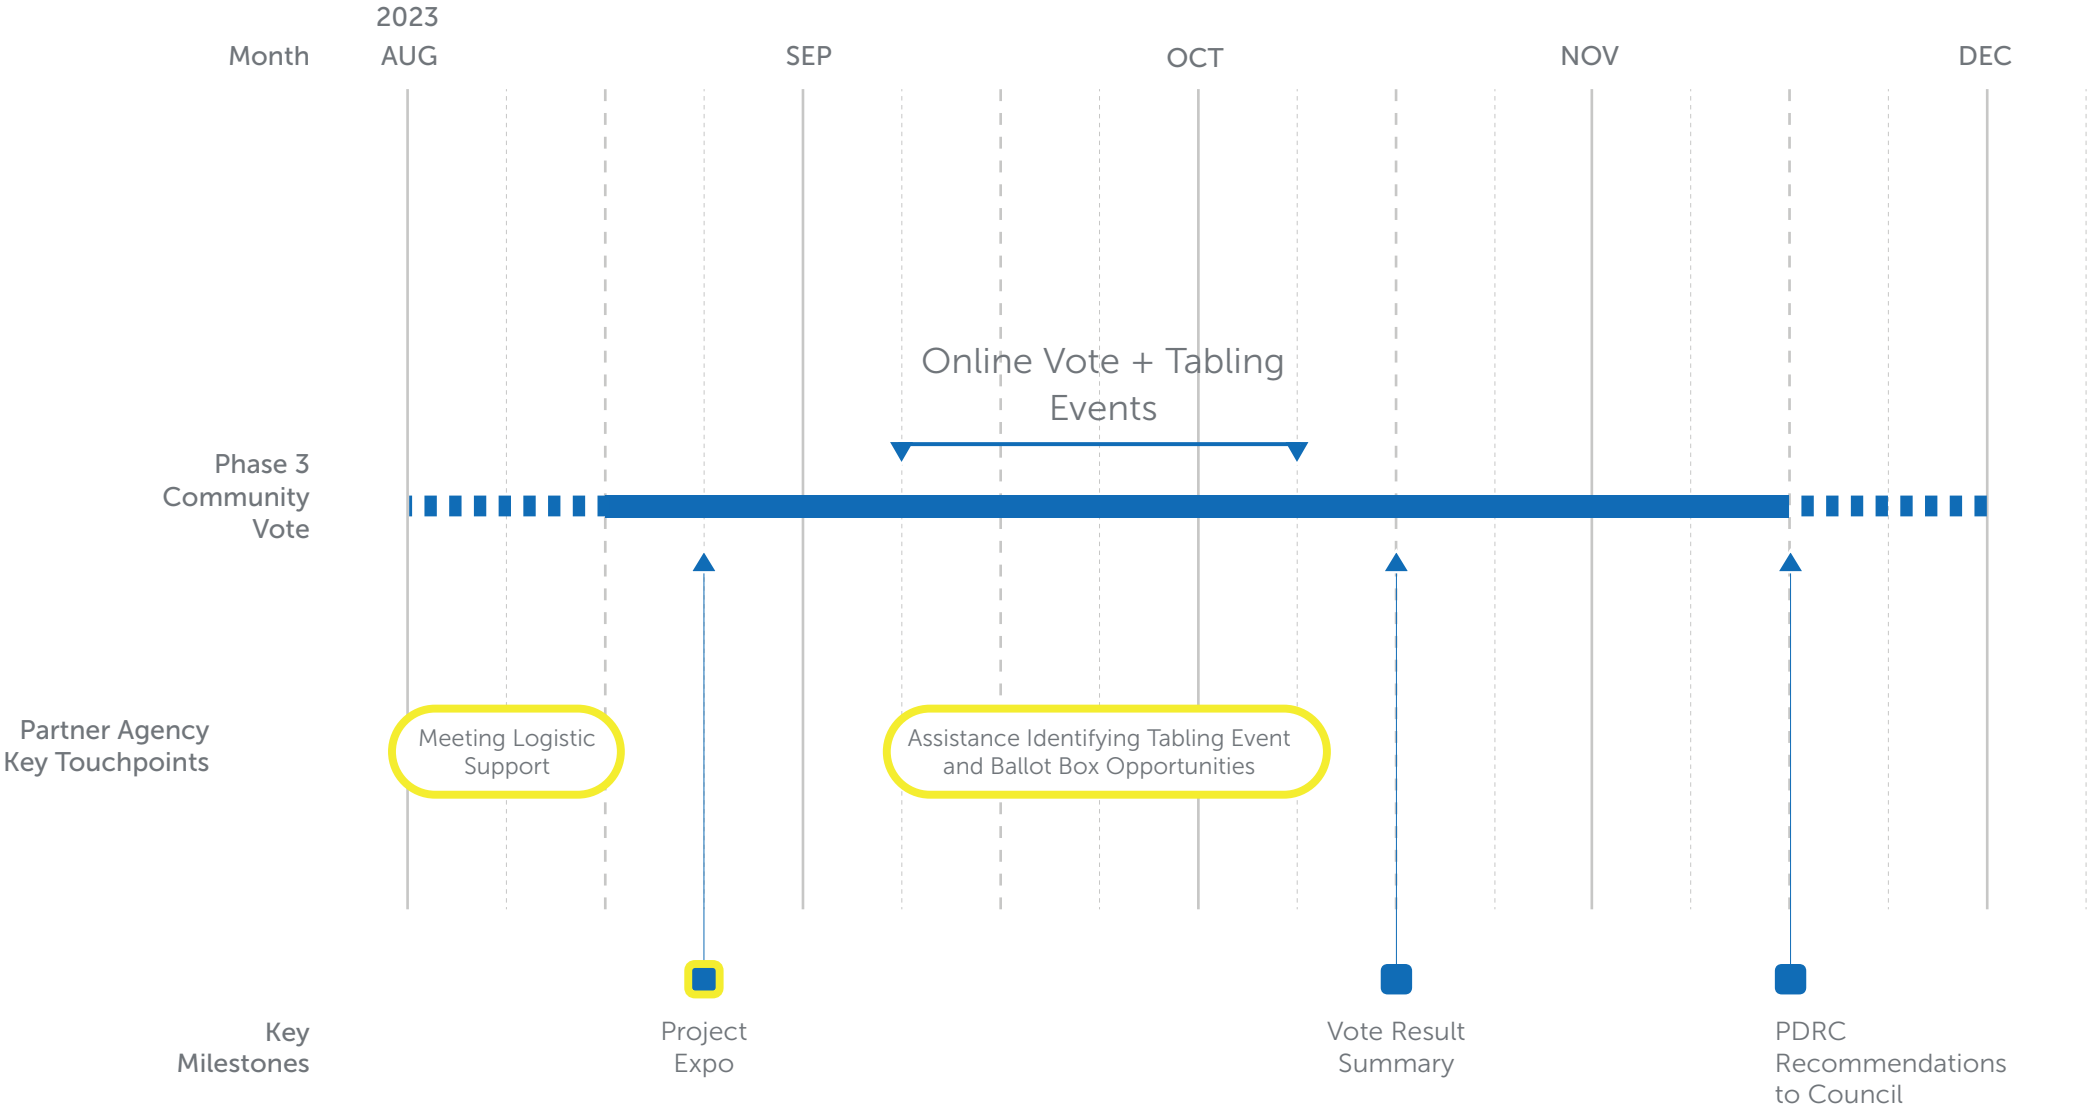 2023
Month
AUG
SEP
OCT
NOV
DEC
Online Vote + Tabling
Events
Phase 3
Community
Vote
Partner Agency
Key Touchpoints
Meeting Logistic
Support
Assistance Identifying Tabling Event
and Ballot Box Opportunities
Key
Milestones
Project
Expo
Vote Result
Summary
PDRC
Recommendations
to Council